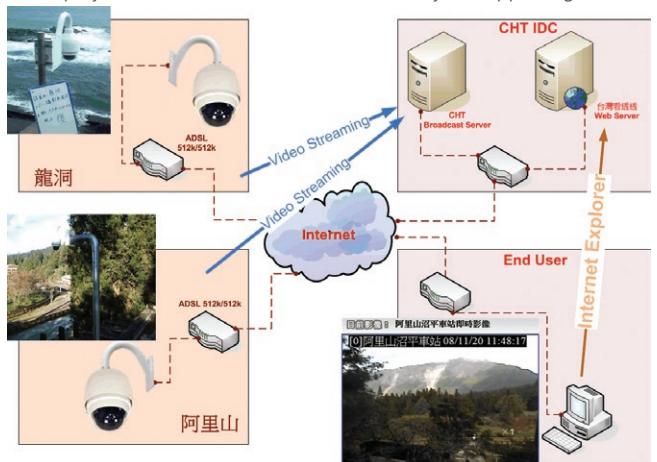 ADSL
512k/512k
龍洞
Video Streaming
Video Streaming
CHT IDC
CHT
Broadcast Server
台灣看透透
Web Server
Internet
ADSL 512k/512k
阿里山
Internet Explorer
End User
目前影像： 阿里山沼平車站即時影像
[0]阿里山沼平車站 08/11/20 11:48:17